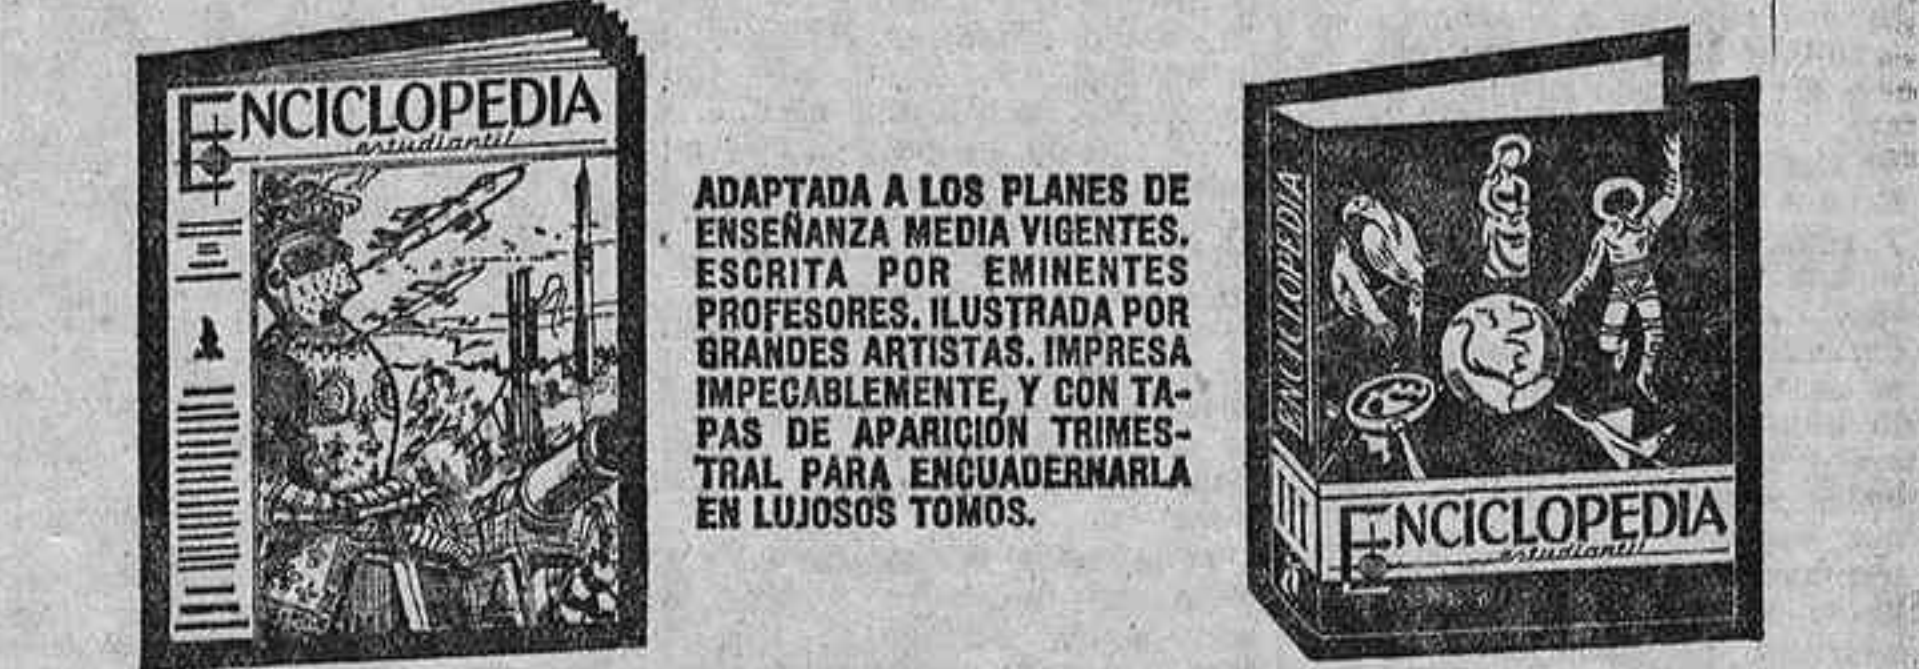 ENCICLOPEDIA
estudiantil
ADAPTADA A LOS PLANES DE
ENSEÑANZA MEDIA VIGENTES.
ESCRITA POR EMINENTES
PROFESORES. ILUSTRADA POR
GRANDES ARTISTAS. IMPRESA
IMPECABLEMENTE, Y CON TA-
PAS DE APARICIÓN TRIMES-
TRAL PARA ENCUADERNARLA
EN LUJOSOS TOMOS.
ENCICLOPEDIA
III
ENCICLOPEDIA
estudiantil